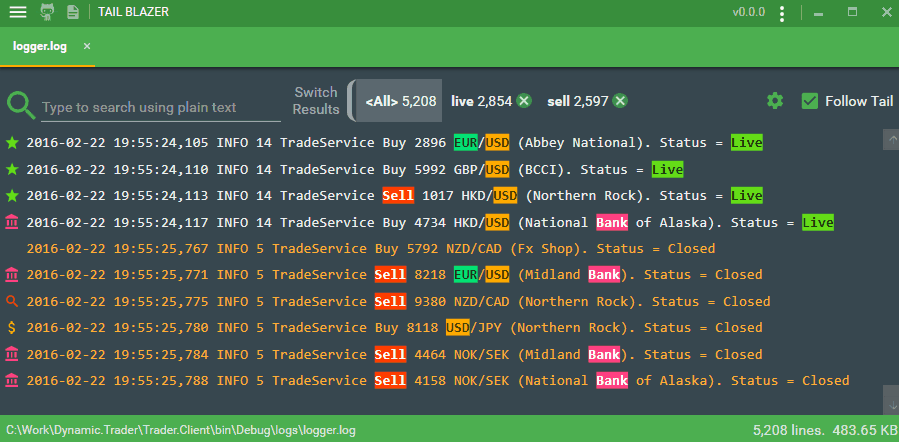 TAIL BLAZER v0.0.0
logger.log ×
Type to search using plain text Switch Results <All> 5,208 live 2,854 sell 2,597 Follow Tail
2016-02-22 19:55:24,105 INFO 14 TradeService Buy 2896 EUR/USD (Abbey National). Status = Live
2016-02-22 19:55:24,110 INFO 14 TradeService Buy 5992 GBP/USD (BCCI). Status = Live
2016-02-22 19:55:24,113 INFO 14 TradeService Sell 1017 HKD/USD (Northern Rock). Status = Live
2016-02-22 19:55:24,117 INFO 14 TradeService Buy 4734 HKD/USD (National Bank of Alaska). Status = Live
2016-02-22 19:55:25,767 INFO 5 TradeService Buy 5792 NZD/CAD (Fx Shop). Status = Closed
2016-02-22 19:55:25,771 INFO 5 TradeService Sell 8218 EUR/USD (Midland Bank). Status = Closed
2016-02-22 19:55:25,775 INFO 5 TradeService Sell 9380 NZD/CAD (Northern Rock). Status = Closed
2016-02-22 19:55:25,780 INFO 5 TradeService Buy 8118 USD/JPY (Northern Rock). Status = Closed
2016-02-22 19:55:25,784 INFO 5 TradeService Sell 4464 NOK/SEK (Midland Bank). Status = Closed
2016-02-22 19:55:25,788 INFO 5 TradeService Sell 4158 NOK/SEK (National Bank of Alaska). Status = Closed
C:\Work\Dynamic.Trader\Trader.Client\bin\Debug\logs\logger.log 5,208 lines. 483.65 KB